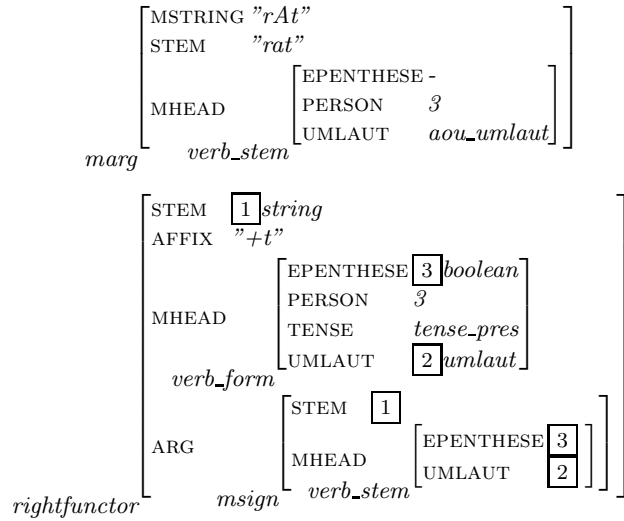 MSTRING "rAt"
STEM "rat"
EPENTHESE -
MHEAD PERSON 3
UMLAUT aou_umlaut
verb_stem
marg
STEM 1 string
AFFIX "+t"
EPENTHESE 3 boolean
PERSON 3
MHEAD
TENSE tense_pres
UMLAUT 2 umlaut
verb_form
STEM 1
EPENTHESE 3
ARG
MHEAD
UMLAUT 2
verb_stem
msign
rightfunctor